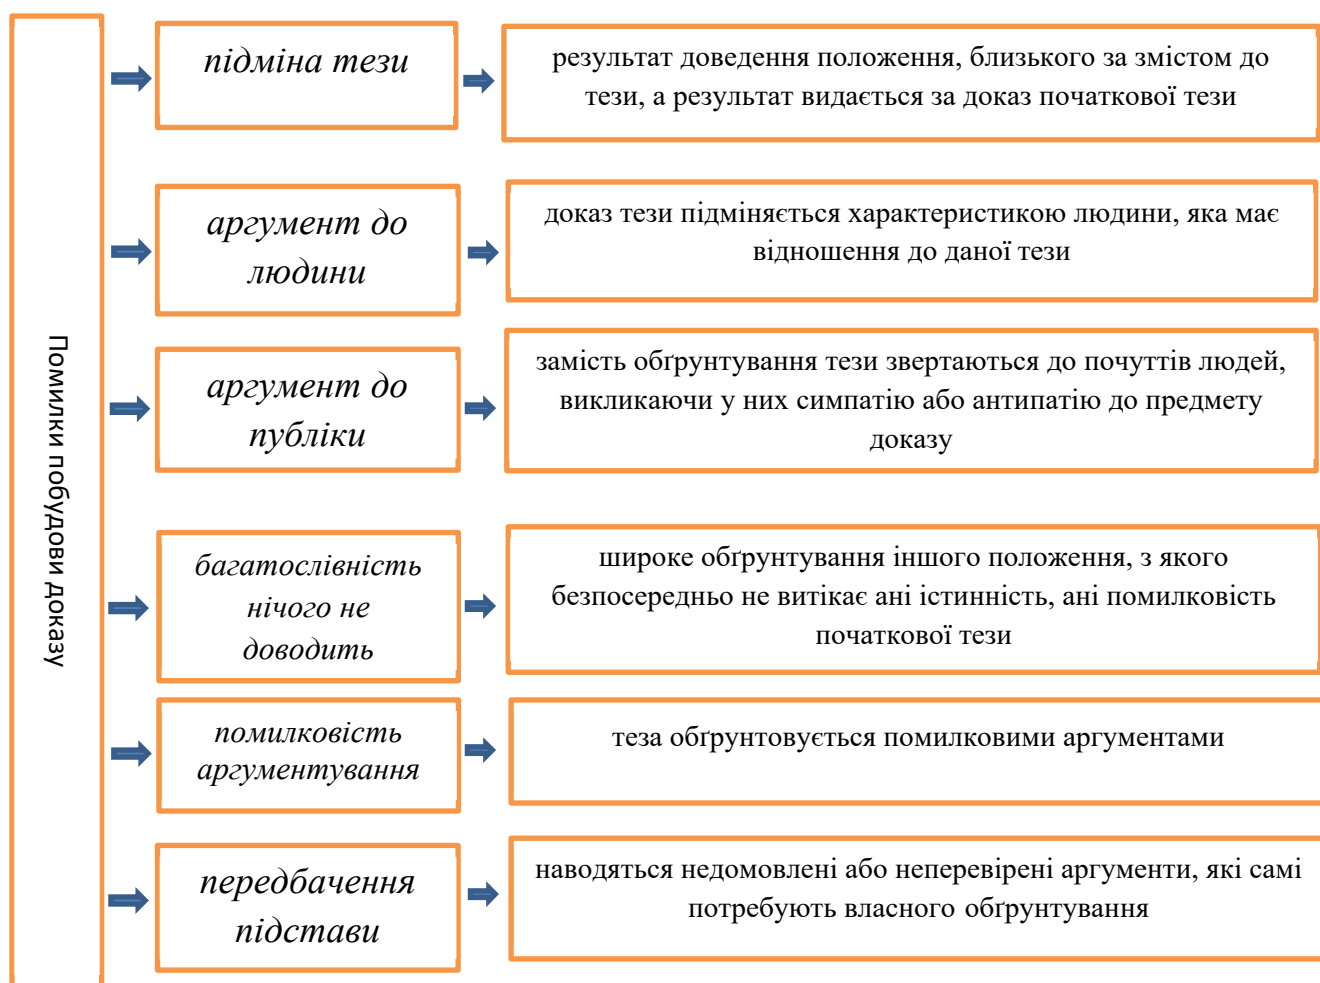 Помилки побудови доказу
підміна тези
результат доведення положення, близького за змістом до
тези, а результат видається за доказ початкової тези
аргумент до
людини
доказ тези підміняється характеристикою людини, яка має
відношення до даної тези
аргумент до
публіки
замість обґрунтування тези звертаються до почуттів людей,
викликаючи у них симпатію або антипатію до предмету
доказу
багатослівність
нічого не
доводить
широке обґрунтування іншого положення, з якого
безпосередньо не витікає ані істинність, ані помилковість
початкової тези
помилковість
аргументування
теза обґрунтовується помилковими аргументами
передбачення
підстави
наводяться недомовлені або неперевірені аргументи, які самі
потребують власного обґрунтування